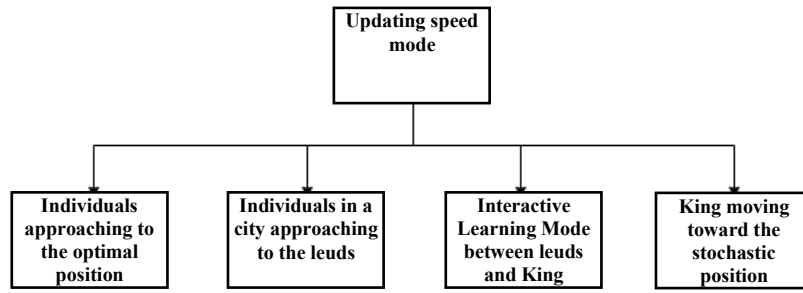 Updating speed
mode
Individuals
approaching to
the optimal
position
Individuals in a
city approaching
to the leuds
Interactive
Learning Mode
between leuds
and King
King moving
toward the
stochastic
position